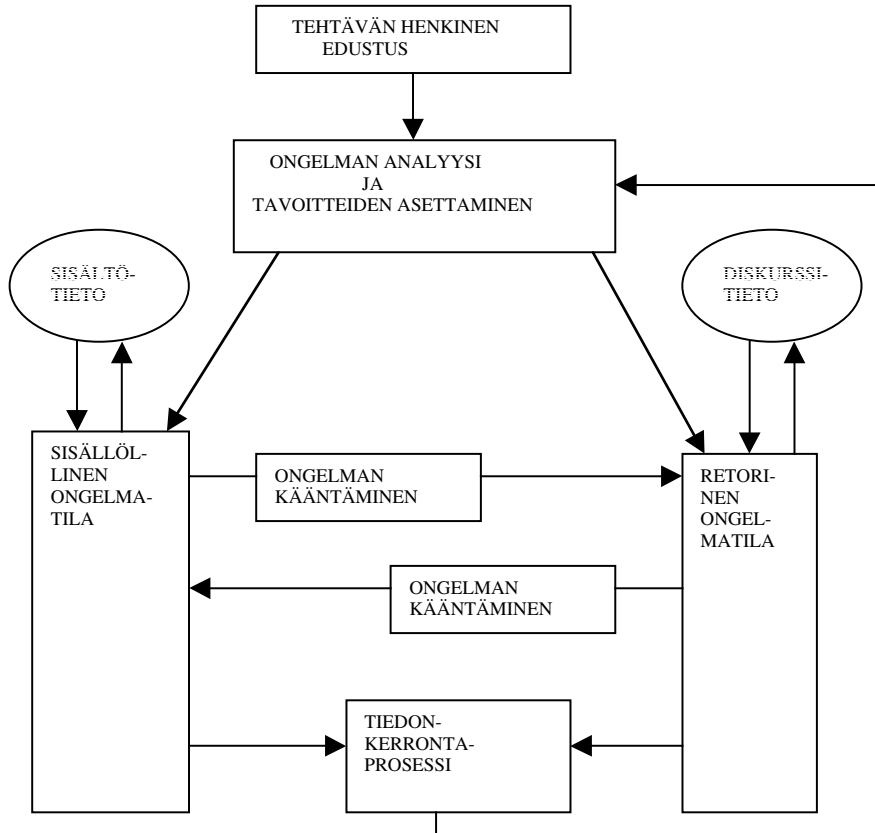 TEHTÄVÄN HENKINEN
EDUSTUS
ONGELMAN ANALYYSI
JA
TAVOITTEIDEN ASETTAMINEN
SISÄLTÖ-
TIETO
DISKURSSI-
TIETO
SISÄLLÖL-
LINEN
ONGELMA-
TILA
ONGELMAN
KÄÄNTÄMINEN
RETORI-
NEN
ONGEL-
MATILA
ONGELMAN
KÄÄNTÄMINEN
TIEDON-
KERRONTA-
PROSESSI